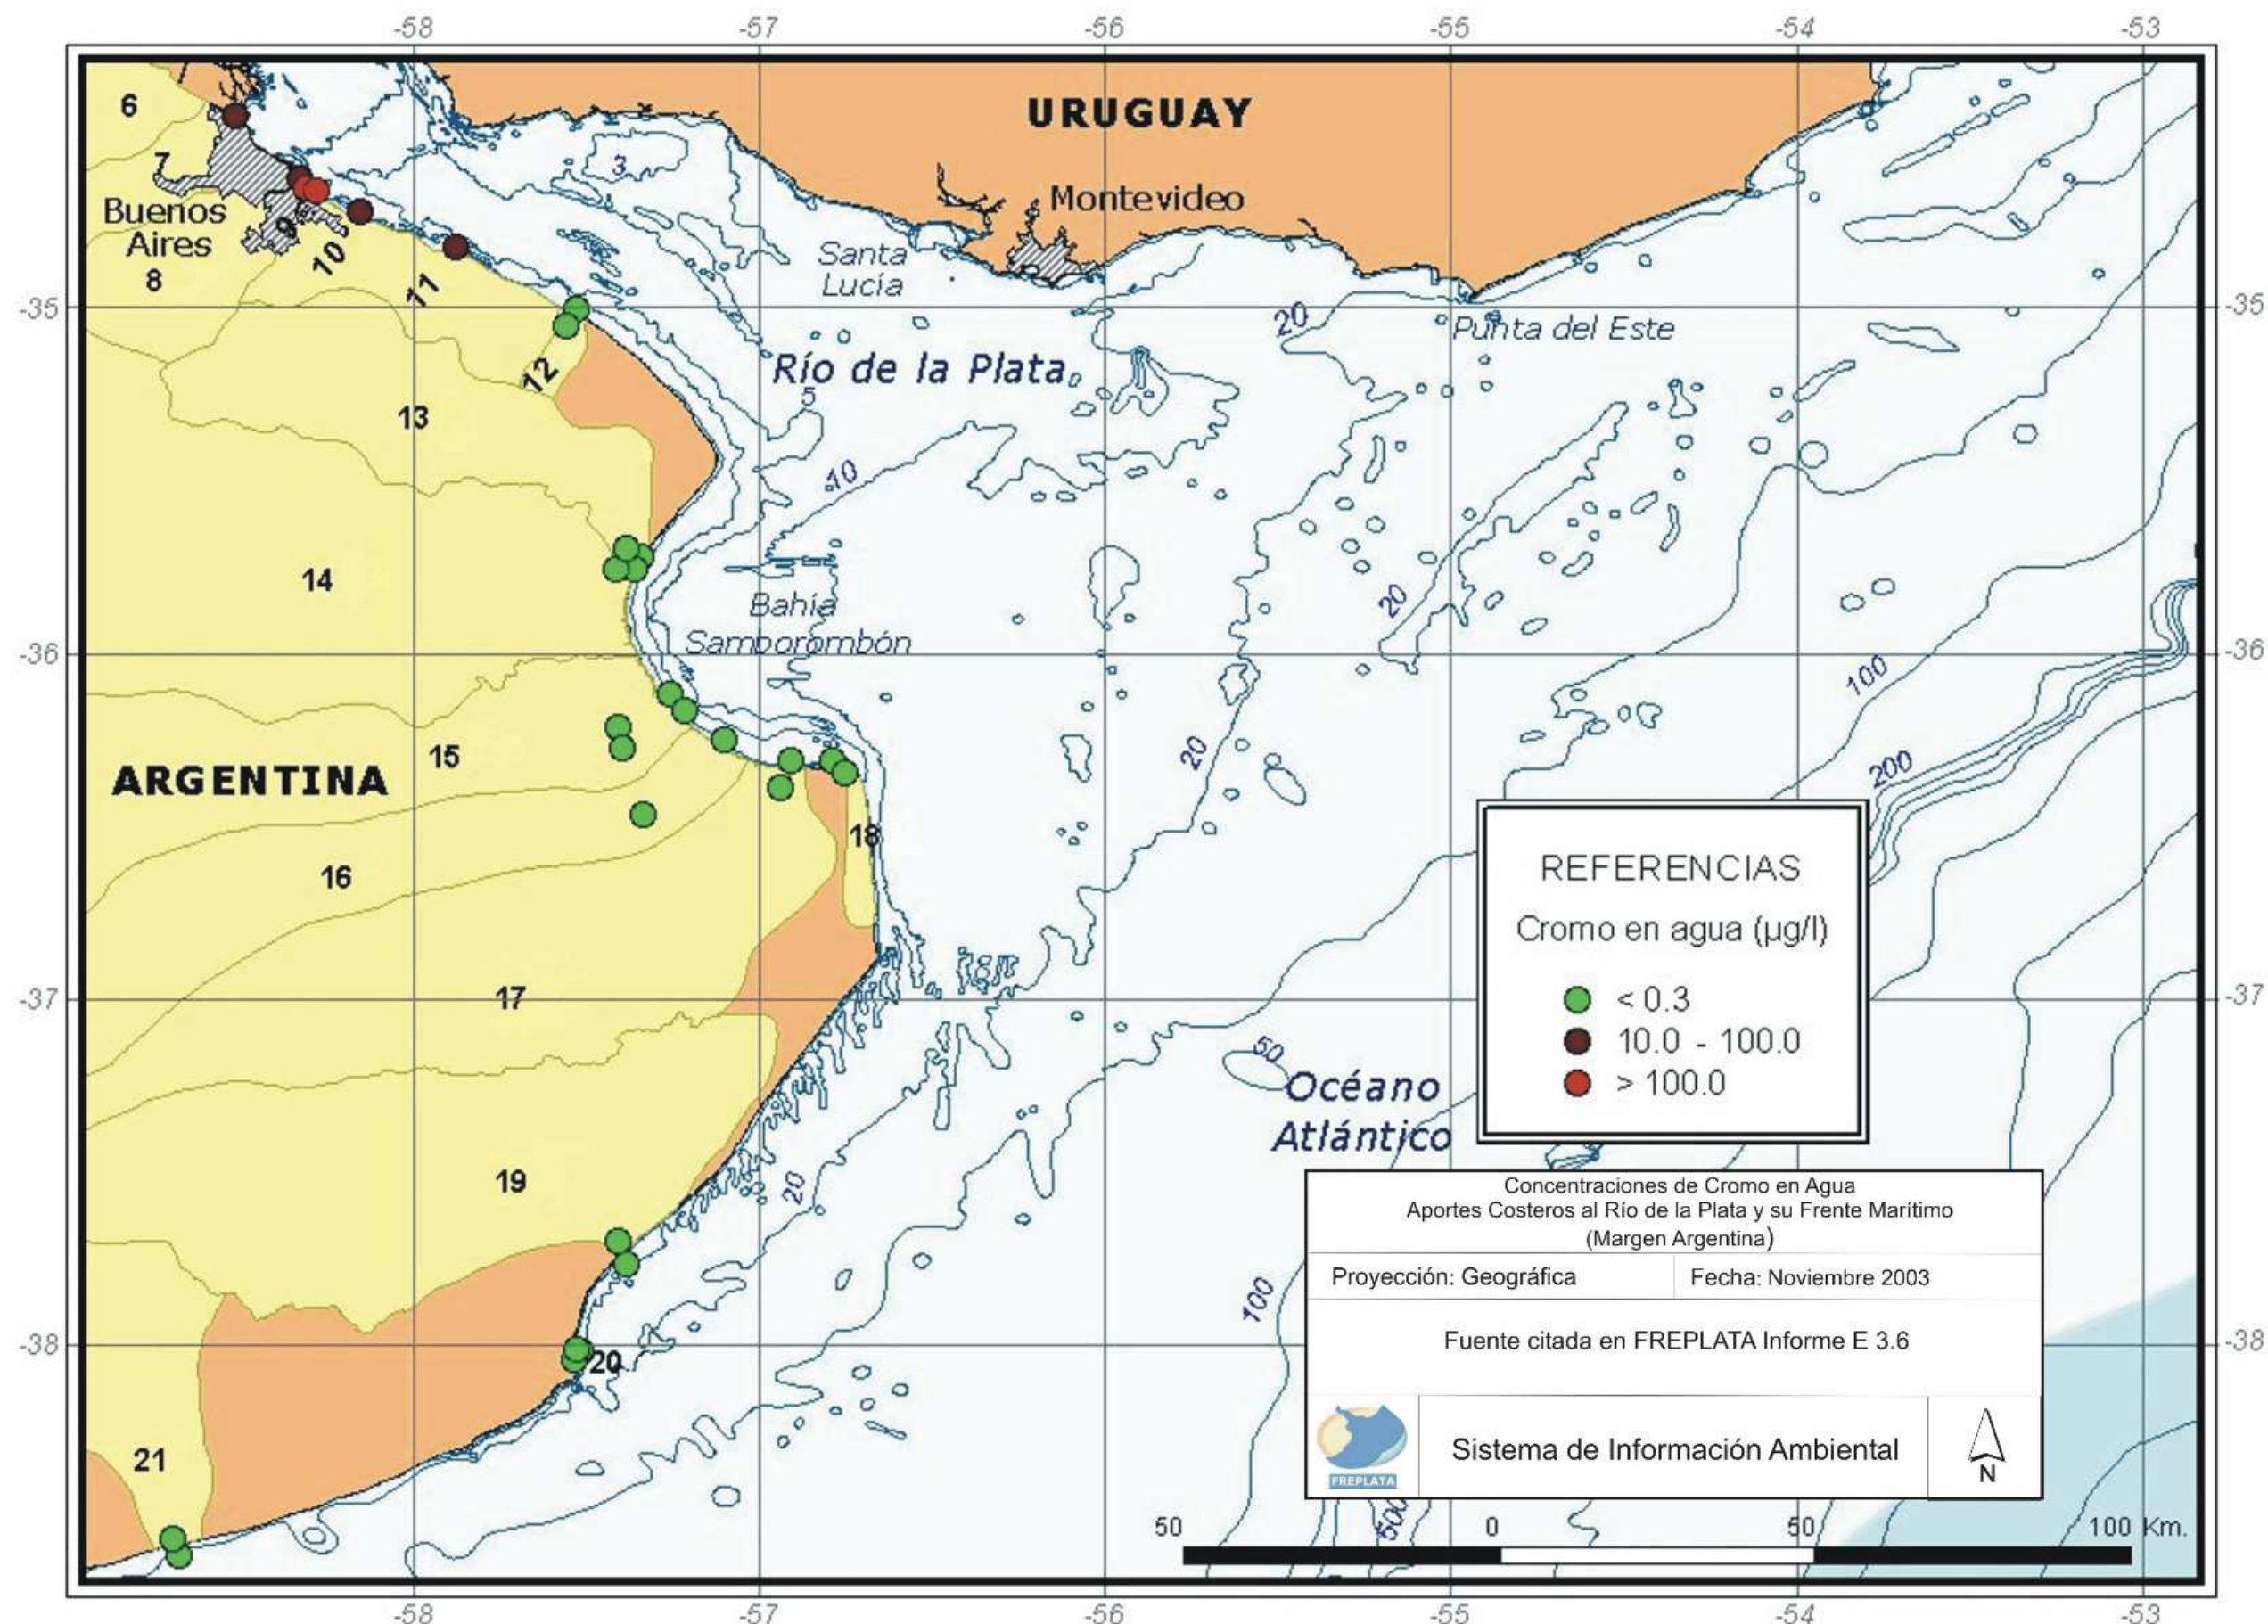 -58 -57 -56 -55 -54 -53
6
URUGUAY
7
3
Montevideo
Buenos
Aires
9
10
8
Santa
Lucía
11
-35 -35
20
Punta del Este
Río de la Plata
12
5
13
10
14
Bahía
Samborombón
20
-36 -36
100
15
20
200
ARGENTINA
18
16
REFERENCIAS
Cromo en agua (µg/l)
< 0.3
10.0 - 100.0
> 100.0
-37 -37
17
50
Océano
Atlántico
19
20
Concentraciones de Cromo en Agua
Aportes Costeros al Río de la Plata y su Frente Marítimo
(Margen Argentina)
Proyección: Geográfica Fecha: Noviembre 2003
100
-38 -38
20
Fuente citada en FREPLATA Informe E 3.6
21
Sistema de Información Ambiental
FREPLATA
N
500
50 0 50 100 Km.
-58 -57 -56 -55 -54 -53